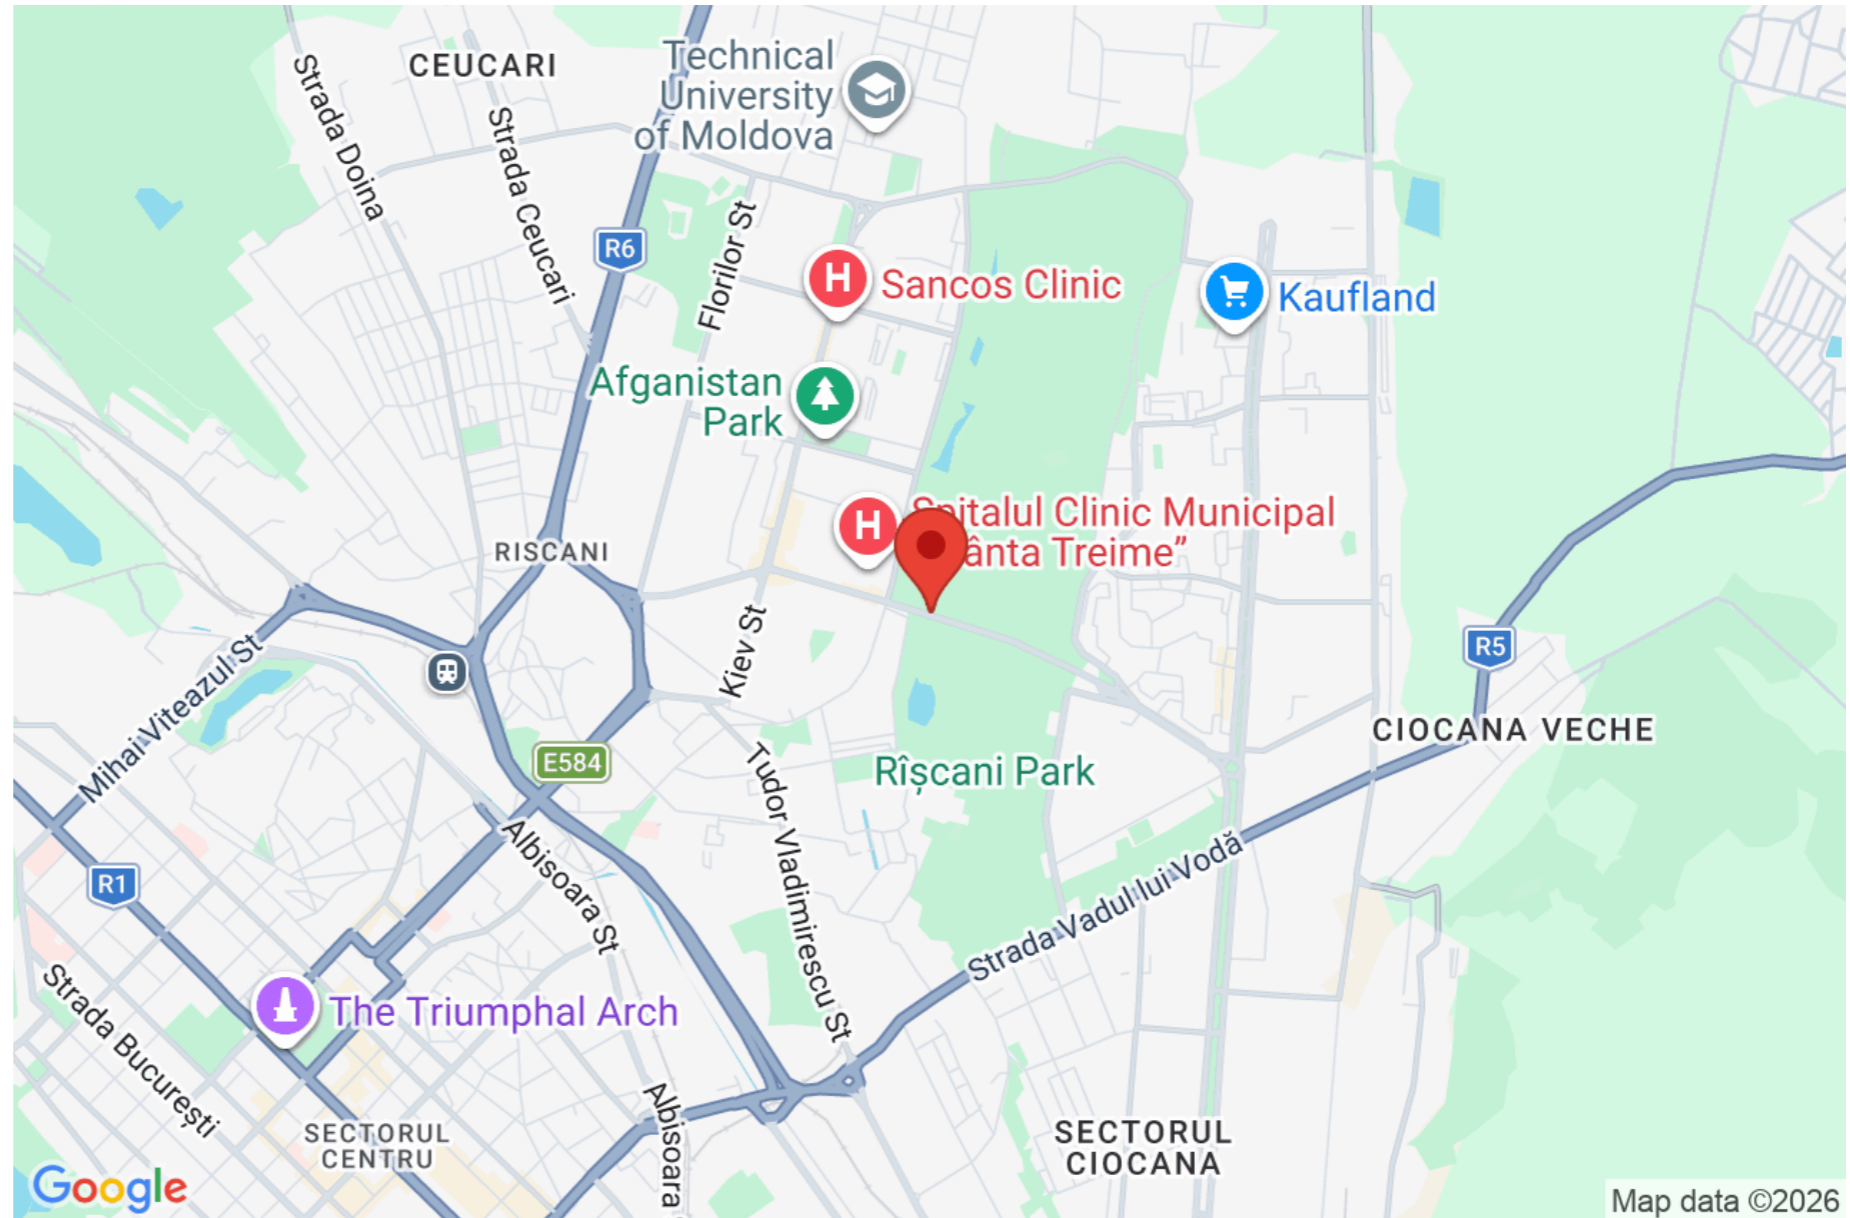 CEUCARI
Technical
University
of Moldova
Strada Doina
Strada Ceucari
R6
Florilor St
H
Sancos Clinic
Kaufland
Afganistan
Park
H
Spitalul Clinic Municipal
ânta Treime”
RISCANI
Kiev St
R5
Mihai Viteazul St
CIOCANA VECHE
E584
Rîșcani Park
Tudor Vladimirescu St
Albisoara St
R1
Strada Vadul lui Vodă
The Triumphal Arch
Strada București
Albisoara
SECTORUL
CENTRU
SECTORUL
CIOCANA
Google
Map data ©2026